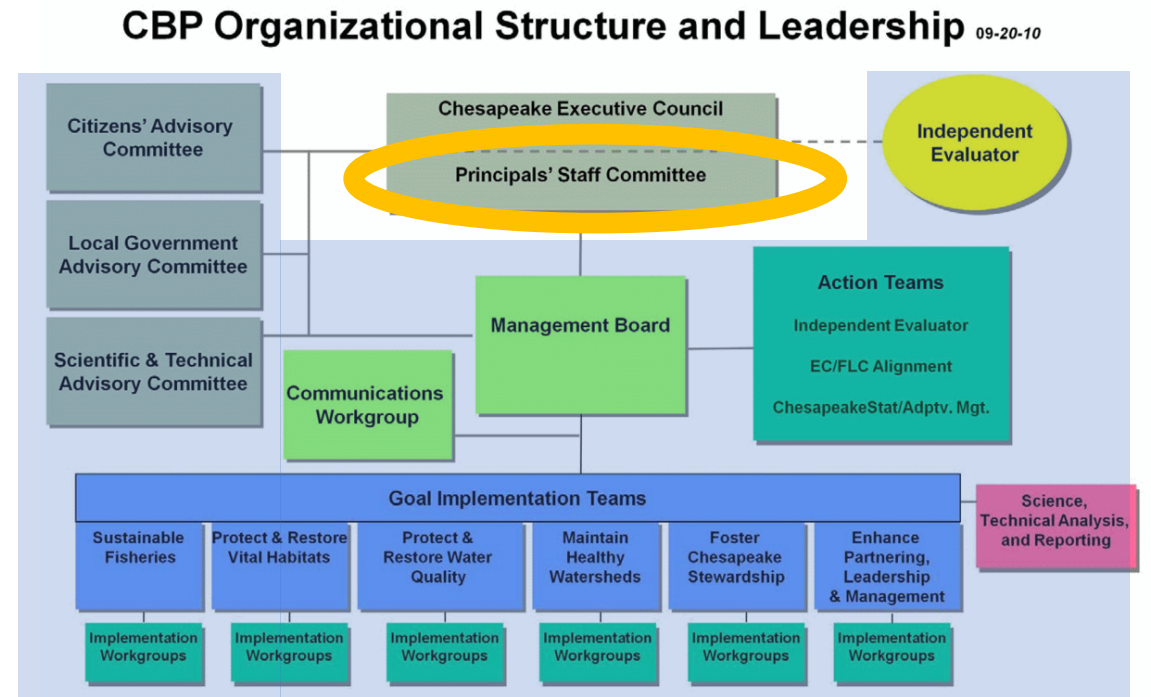 CBP Organizational Structure and Leadership 09-20-10
Citizens' Advisory
Committee
Chesapeake Executive Council
Principals' Staff Committee
Independent
Evaluator
Local Government
Advisory Committee
Scientific & Technical
Advisory Committee
Management Board
Action Teams
Independent Evaluator
EC/FLC Alignment
ChesapeakeStat/Adptv. Mgt.
Communications
Workgroup
Goal Implementation Teams
Science,
Technical Analysis,
and Reporting
Sustainable
Fisheries
Protect & Restore
Vital Habitats
Protect &
Restore Water
Quality
Maintain
Healthy
Watersheds
Foster
Chesapeake
Stewardship
Enhance
Partnering,
Leadership
& Management
Implementation
Workgroups
Implementation
Workgroups
Implementation
Workgroups
Implementation
Workgroups
Implementation
Workgroups
Implementation
Workgroups